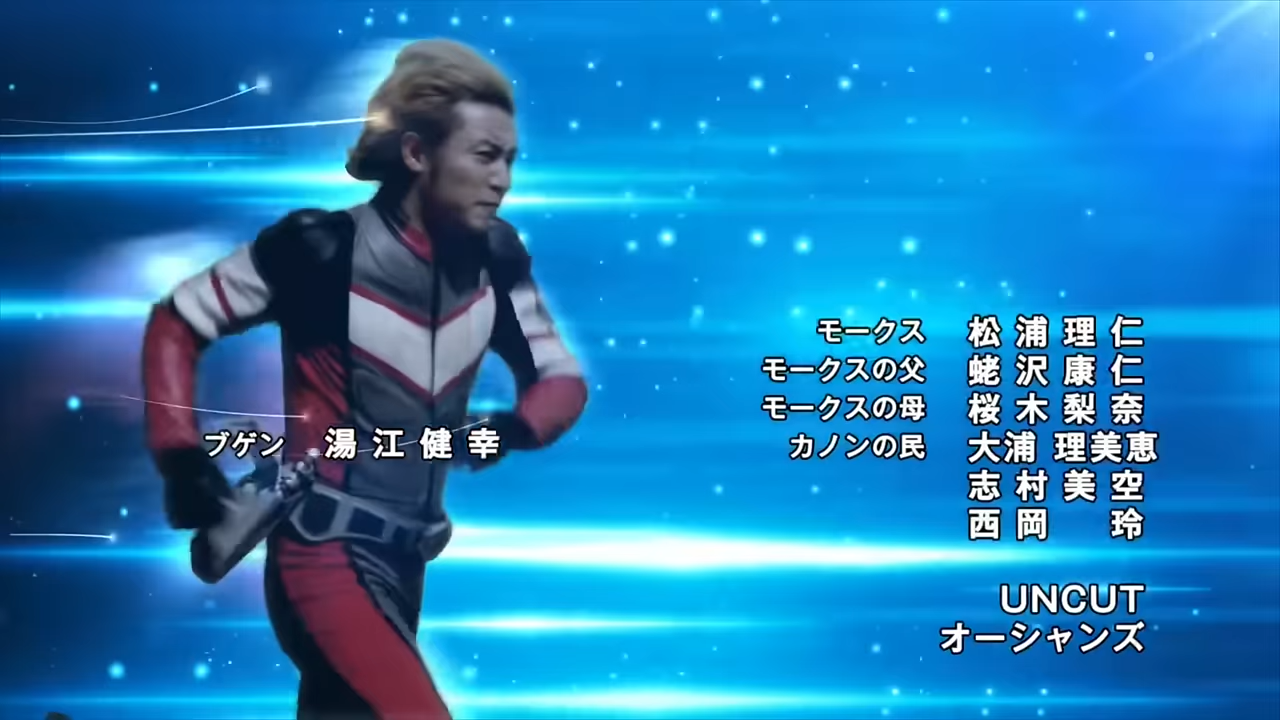 ブゲン 湯江健幸
モークス 松浦理仁
モークスの父 蛯沢康仁
モークスの母 桜木梨奈
カノンの民 大浦 理美恵
志村美空
西岡 玲
UNCUT
オーシャンズ